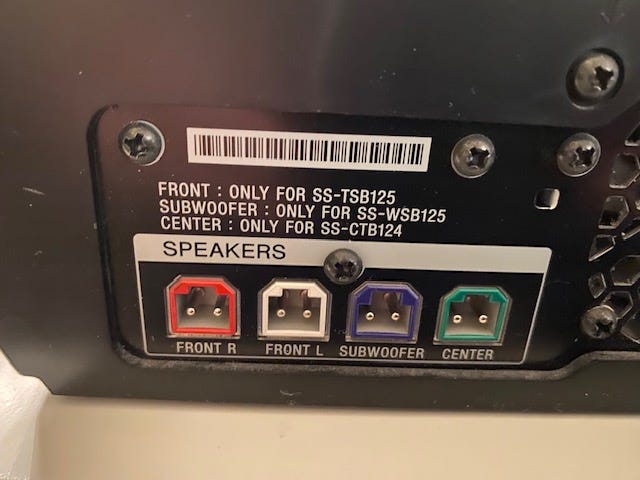 FRONT : ONLY FOR SS-TSB125
SUBWOOFER : ONLY FOR SS-WSB125
CENTER : ONLY FOR SS-CTB124
SPEAKERS
FRONT R FRONT L SUBWOOFER CENTER